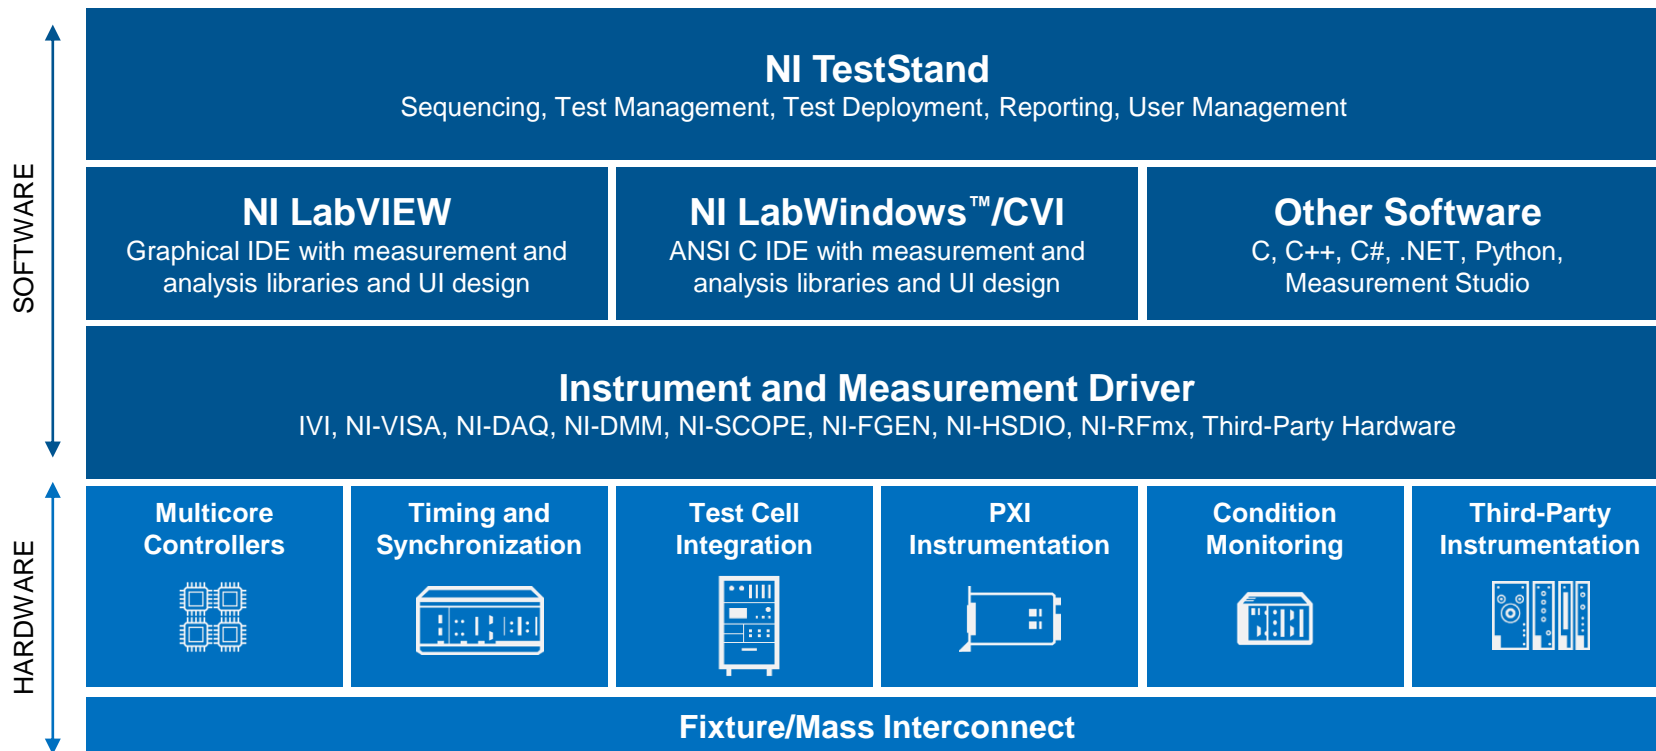 NI TestStand
Sequencing, Test Management, Test Deployment, Reporting, User Management
SOFTWARE
NI LabVIEW
Graphical IDE with measurement and
analysis libraries and UI design
NI LabWindows™/CVI
ANSI C IDE with measurement and
analysis libraries and UI design
Other Software
C, C++, C#, .NET, Python,
Measurement Studio
Instrument and Measurement Driver
IVI, NI-VISA, NI-DAQ, NI-DMM, NI-SCOPE, NI-FGEN, NI-HSDIO, NI-RFmx, Third-Party Hardware
HARDWARE
Multicore
Controllers
Timing and
Synchronization
Test Cell
Integration
PXI
Instrumentation
Condition
Monitoring
Third-Party
Instrumentation
Fixture/Mass Interconnect